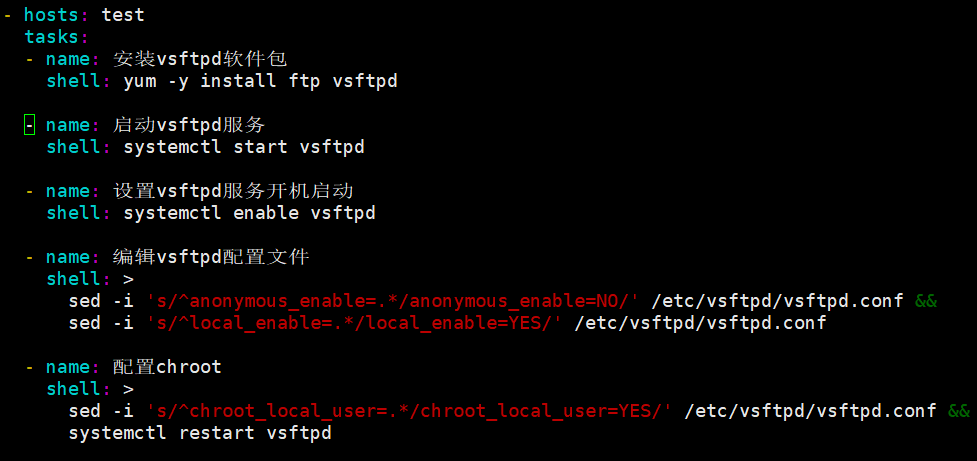 - hosts: test
  tasks:
  - name: 安装vsftpd软件包
    shell: yum -y install ftp vsftpd

  - name: 启动vsftpd服务
    shell: systemctl start vsftpd

  - name: 设置vsftpd服务开机启动
    shell: systemctl enable vsftpd

  - name: 编辑vsftpd配置文件
    shell: >
      sed -i 's/^anonymous_enable=.*/anonymous_enable=NO/' /etc/vsftpd/vsftpd.conf &&
      sed -i 's/^local_enable=.*/local_enable=YES/' /etc/vsftpd/vsftpd.conf

  - name: 配置chroot
    shell: >
      sed -i 's/^chroot_local_user=.*/chroot_local_user=YES/' /etc/vsftpd/vsftpd.conf &&
      systemctl restart vsftpd